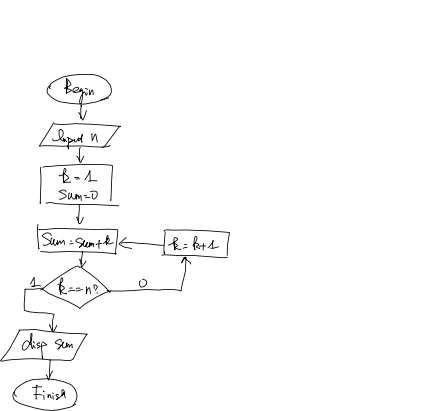 Begin
Input n
k = 1
Sum=0
Sum=Sum+k
k=k+1
k==n?
1
0
disp sum
Finish